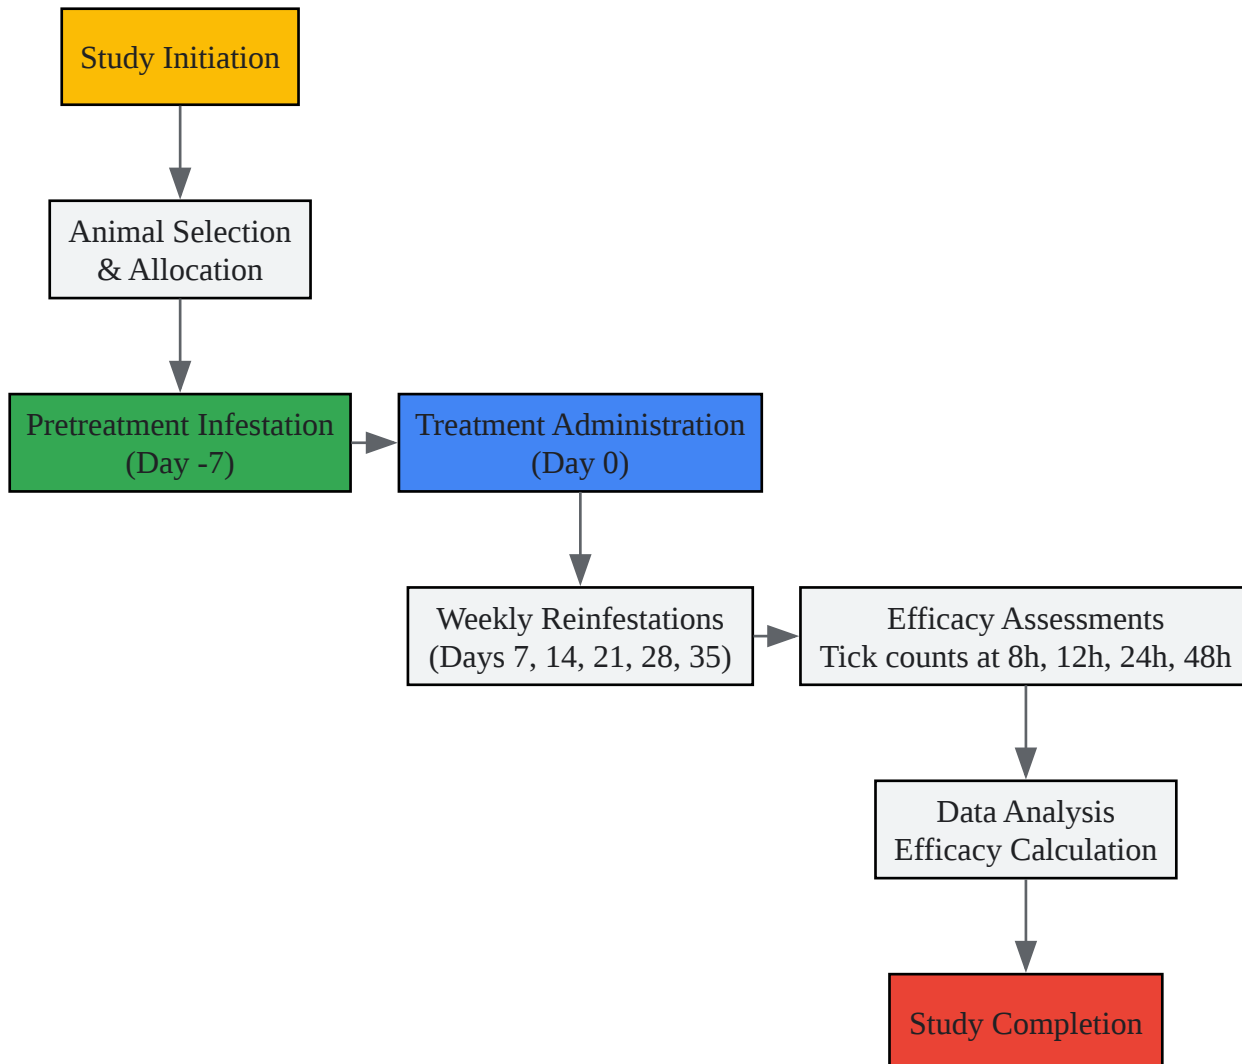 Study Initiation
Animal Selection
& Allocation
Pretreatment Infestation
(Day -7)
Treatment Administration
(Day 0)
Weekly Reinfestations
(Days 7, 14, 21, 28, 35)
Efficacy Assessments
Tick counts at 8h, 12h, 24h, 48h
Data Analysis
Efficacy Calculation
Study Completion